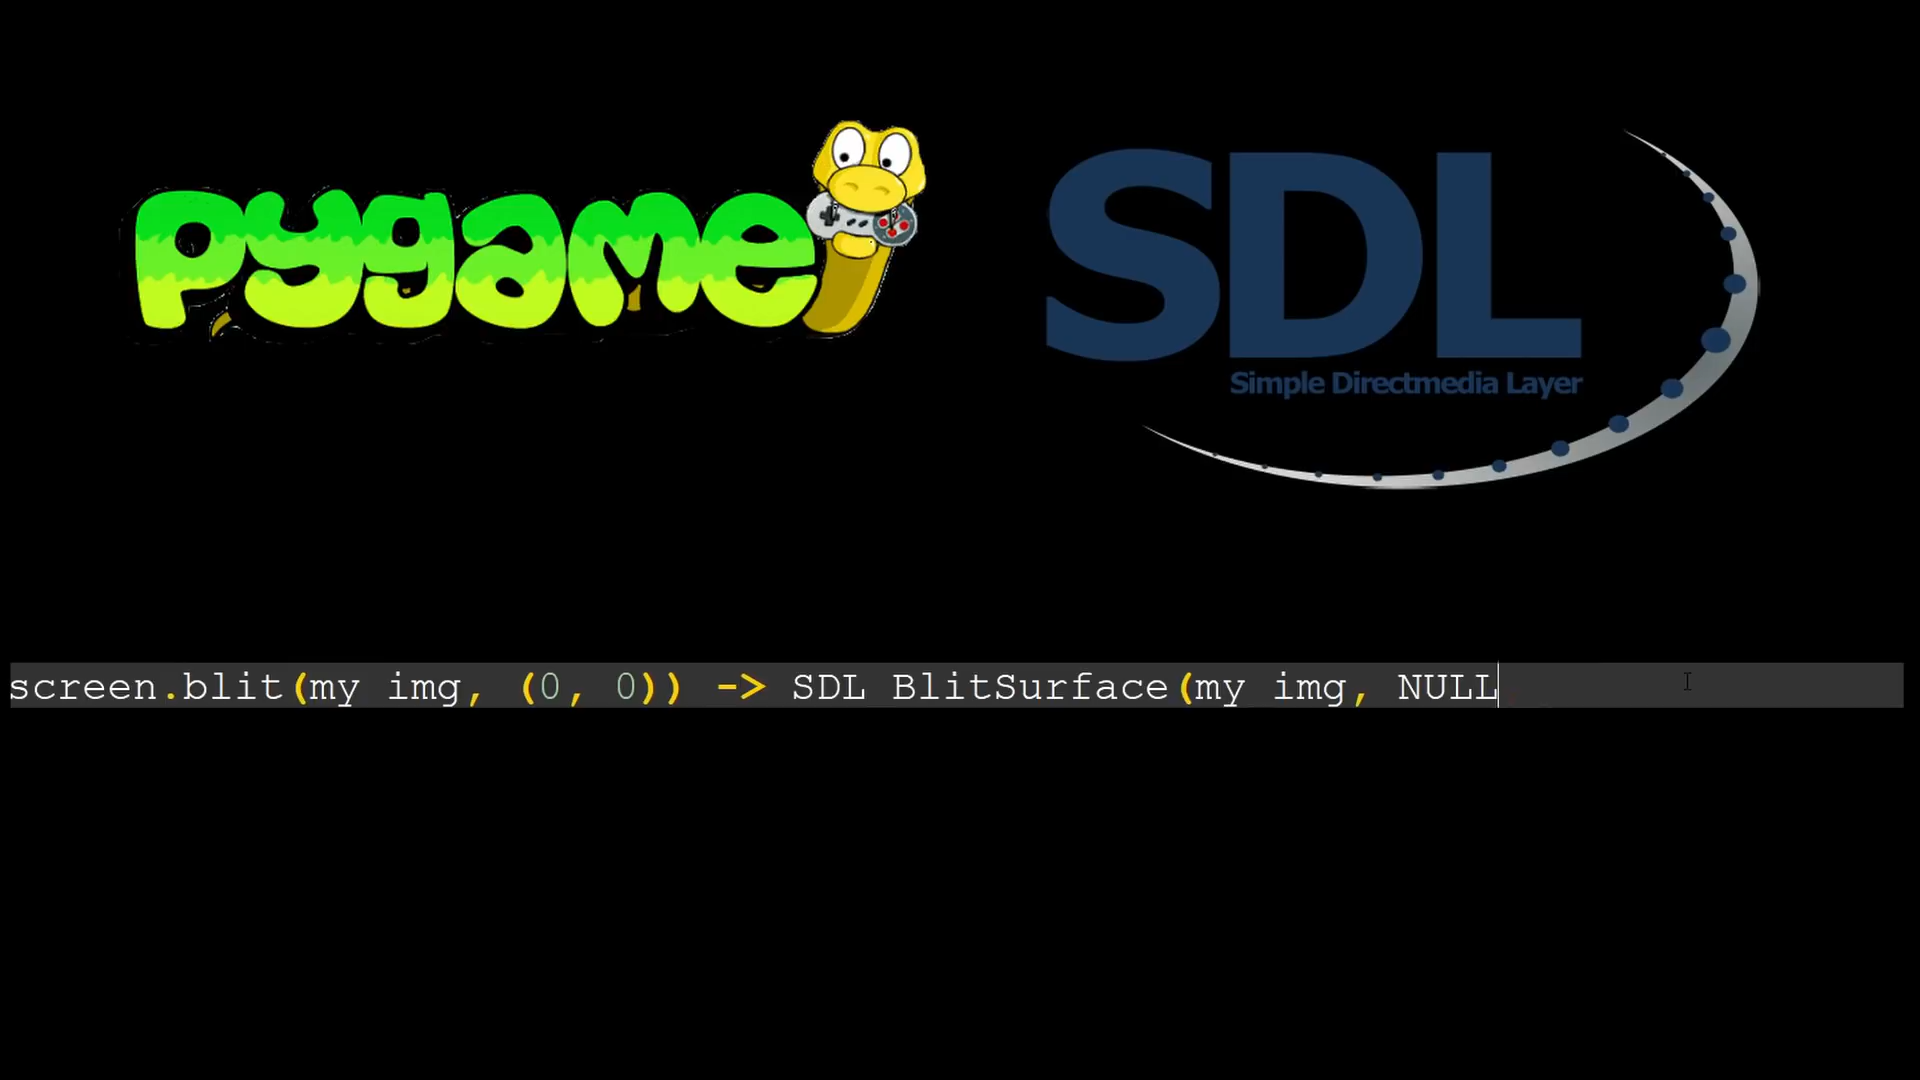 pygame
SDL
Simple Directmedia Layer
screen.blit(my img, (0, 0)) -> SDL BlitSurface(my img, NULL